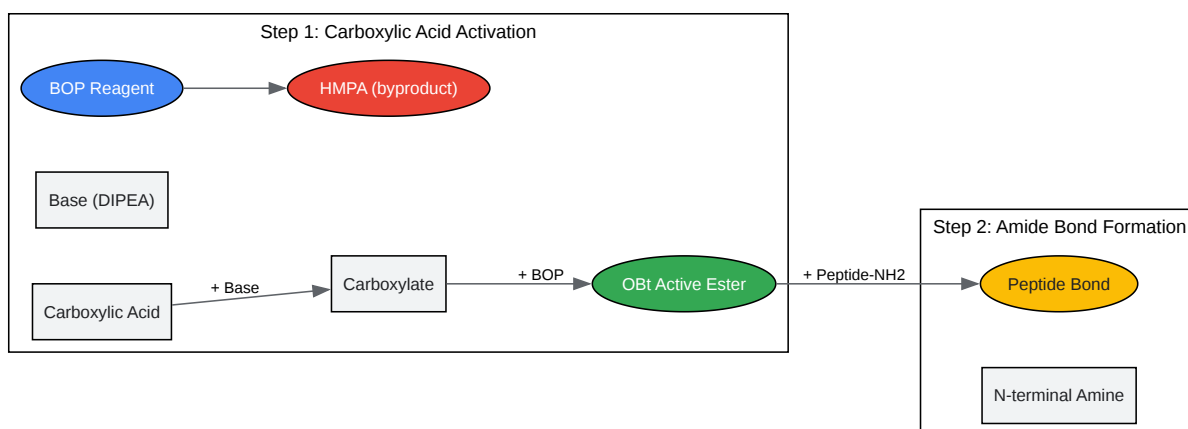 Step 1: Carboxylic Acid Activation
BOP Reagent
HMPA (byproduct)
Base (DIPEA)
Carboxylic Acid
+ Base
Carboxylate
+ BOP
OBt Active Ester
+ Peptide-NH2
Step 2: Amide Bond Formation
Peptide Bond
N-terminal Amine